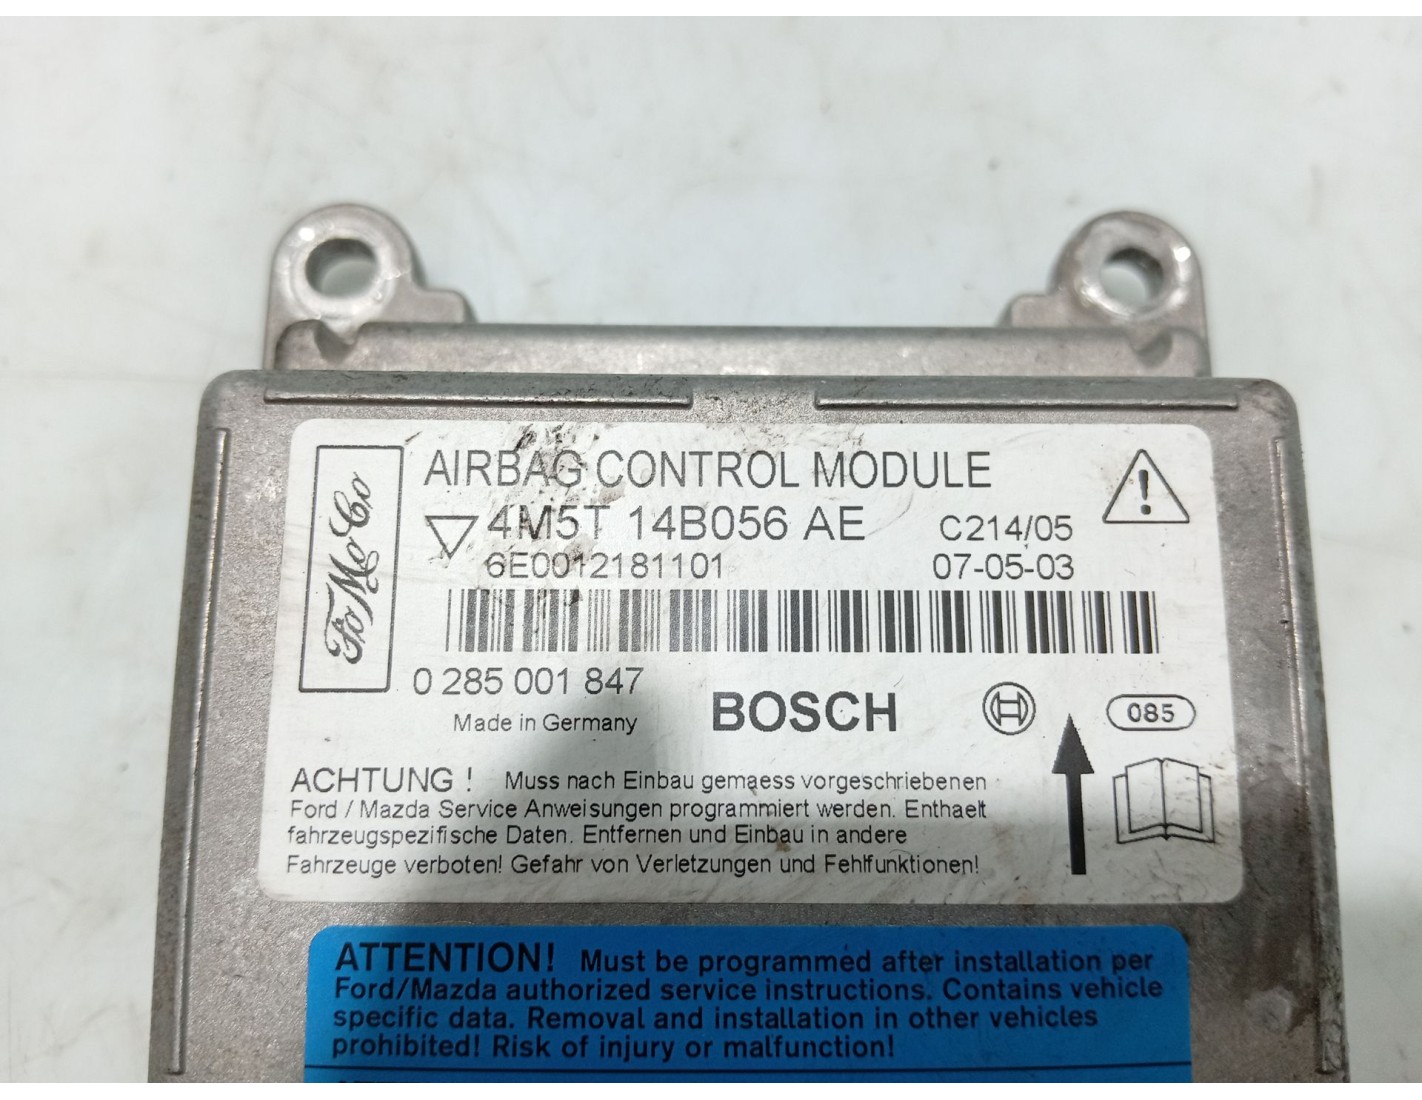 FoMoCo
AIRBAG CONTROL MODULE
4M5T 14B056 AE C214/05
6E0012181101 07-05-03
0 285 001 847
Made in Germany BOSCH 085
ACHTUNG ! Muss nach Einbau gemaess vorgeschriebenen
Ford / Mazda Service Anweisungen programmiert werden. Enthaelt
fahrzeugspezifische Daten. Entfernen und Einbau in andere
Fahrzeuge verboten! Gefahr von Verletzungen und Fehlfunktionen!
ATTENTION! Must be programmed after installation per
Ford/Mazda authorized service instructions. Contains vehicle
specific data. Removal and installation in other vehicles
prohibited! Risk of injury or malfunction!